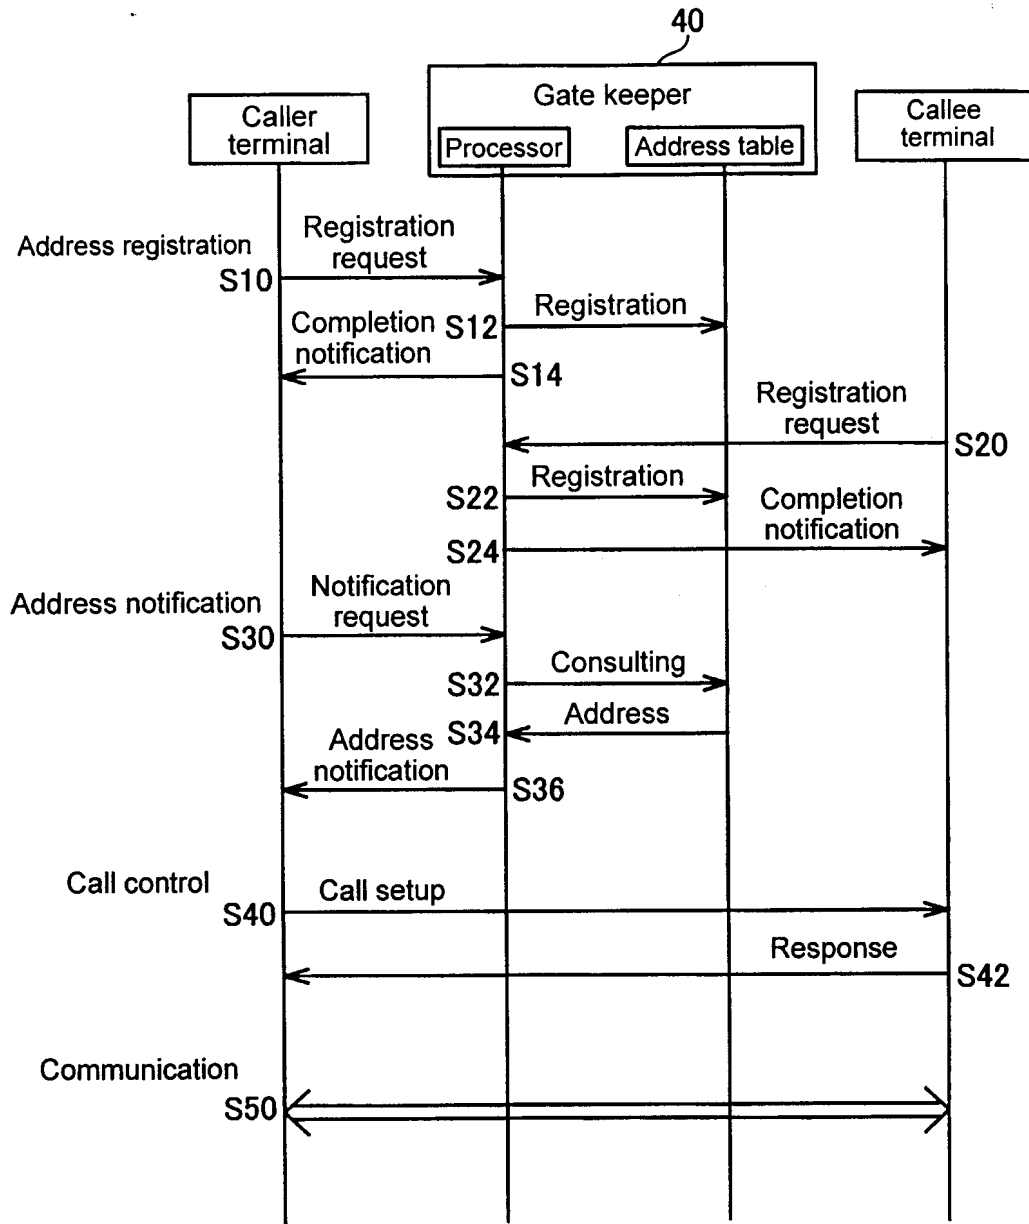 40
Gate keeper
Caller
terminal
Processor
Address table
Callee
terminal
Address registration
S10
Registration
request
S12
Registration
Completion
notification
S14
Registration
request
S20
S22
Registration
S24
Completion
notification
Address notification
S30
Notification
request
S32
Consulting
S34
Address
Address
notification
S36
Call control
S40
Call setup
Response
S42
Communication
S50